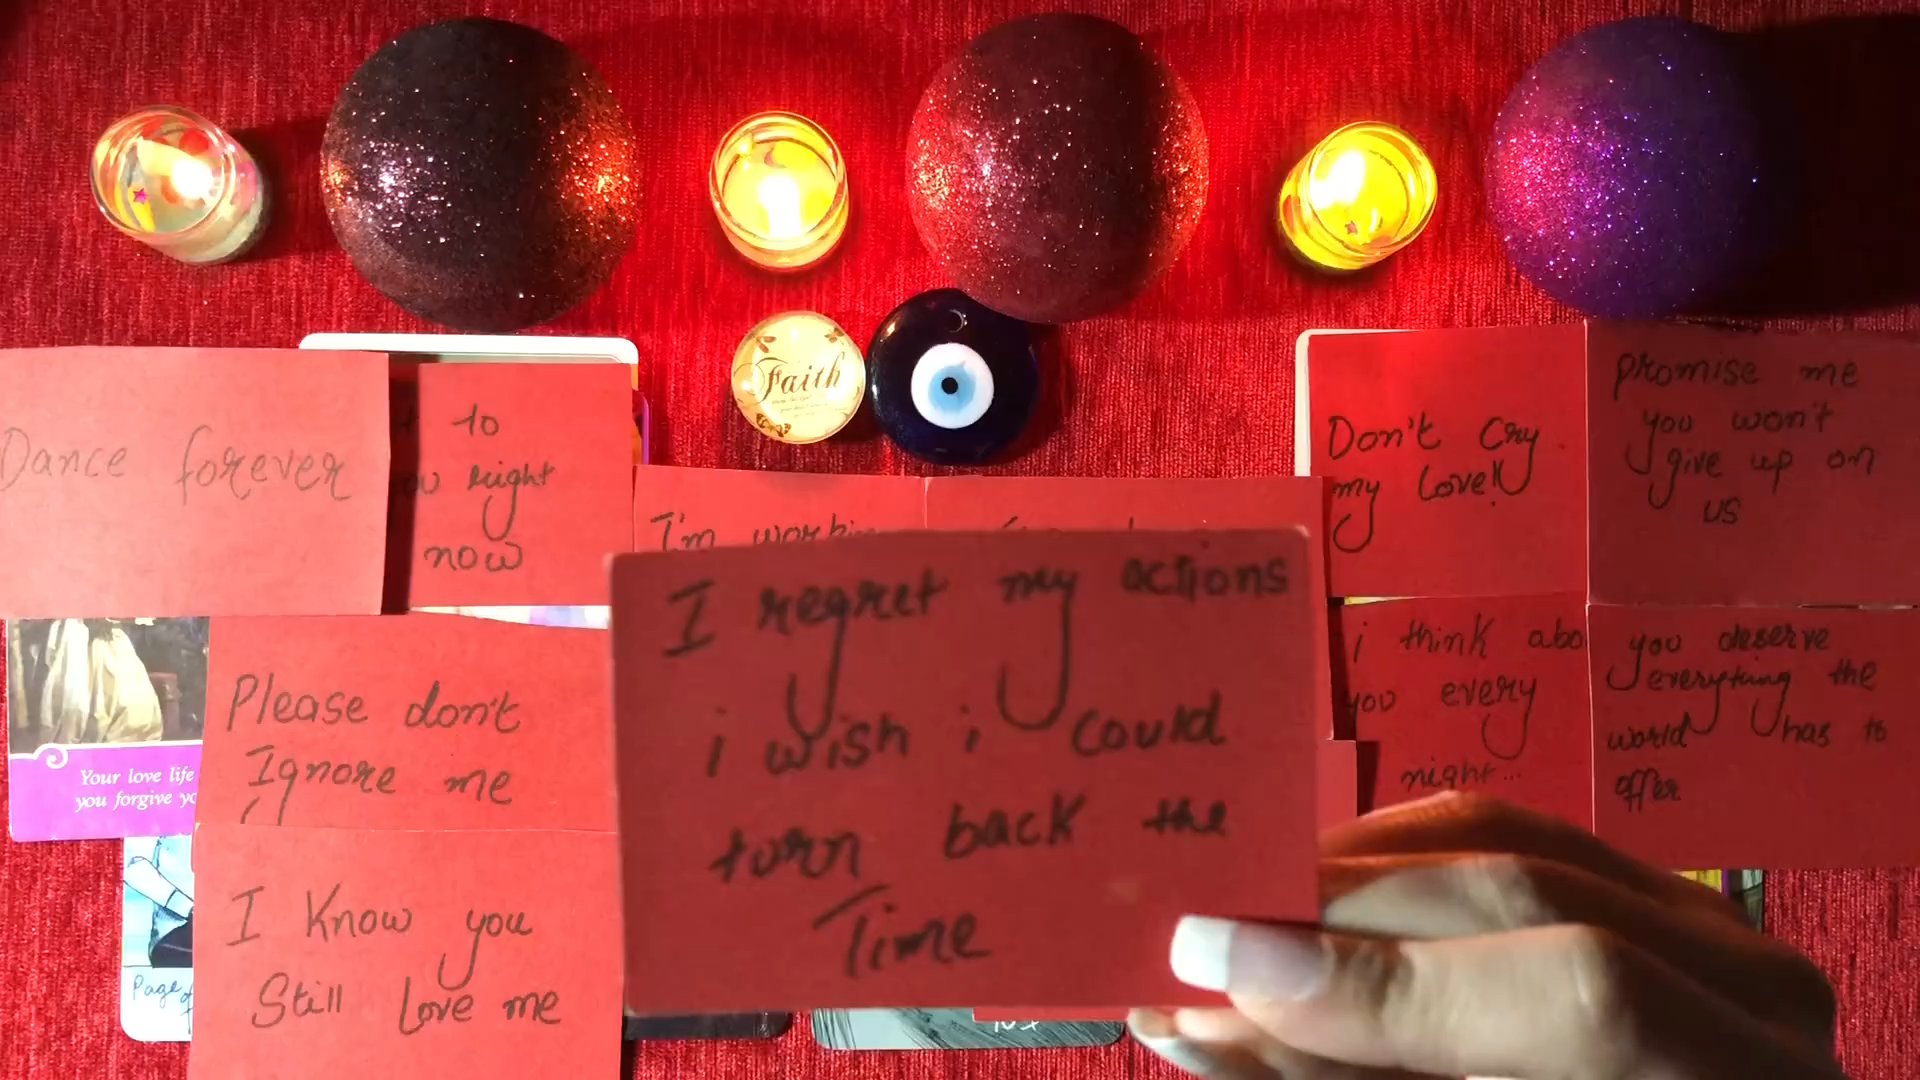 Faith
Dance forever
to
right
now
I'm
Don't Cry
my Love!!
promise me
you won't
give up on
us
I regret my actions
i wish i could
turn back the
Time
i think
you every
night...
you deserve
everything the
world has to
offer
Please don't
Ignore me
Your love life
you forgive
I Know you
Still Love me
Page of